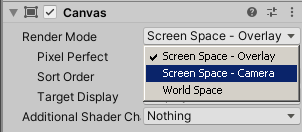 Canvas
Render Mode Screen Space - Overlay
Pixel Perfect Screen Space - Overlay
Sort Order Screen Space - Camera
Target Display World Space
Additional Shader Ch Nothing